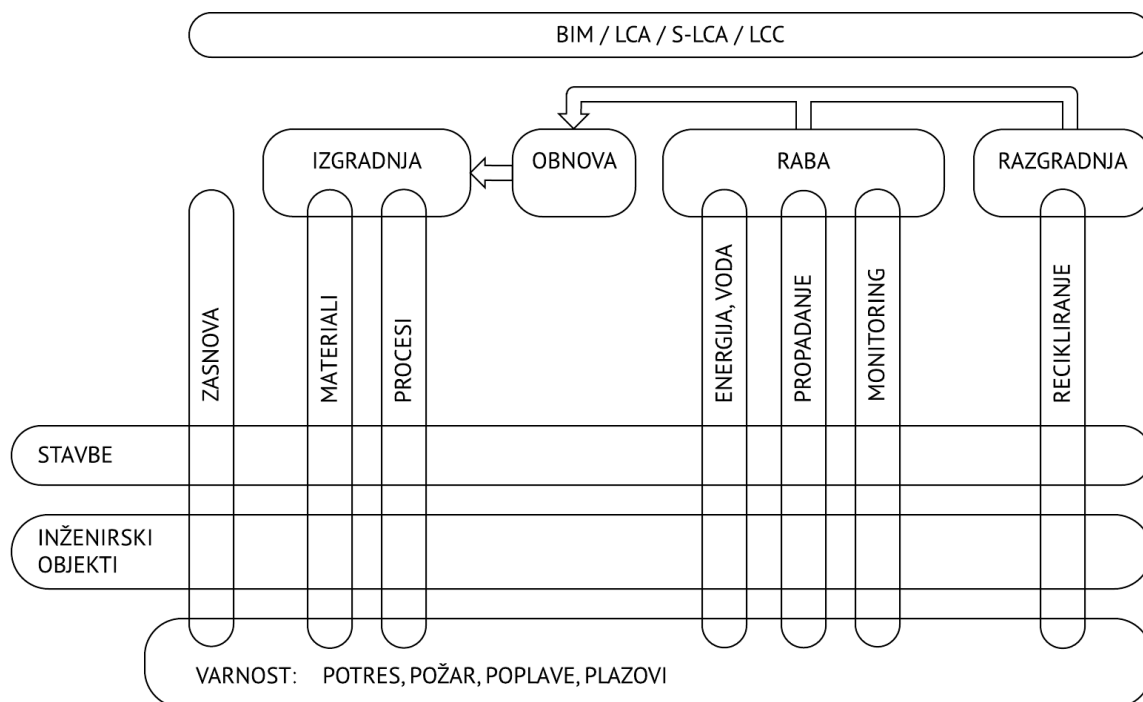 BIM / LCA / S-LCA / LCC
IZGRADNJA
OBNOVA
RABA
RAZGRADNJA
ZASNOVA
MATERIALI
PROCESI
ENERGIJA, VODA
PROPADANJE
MONITORING
RECIKLIRANJE
STAVBE
INŽENIRSKI
OBJEKTI
VARNOST: POTRES, POŽAR, POPLAVE, PLAZOVI